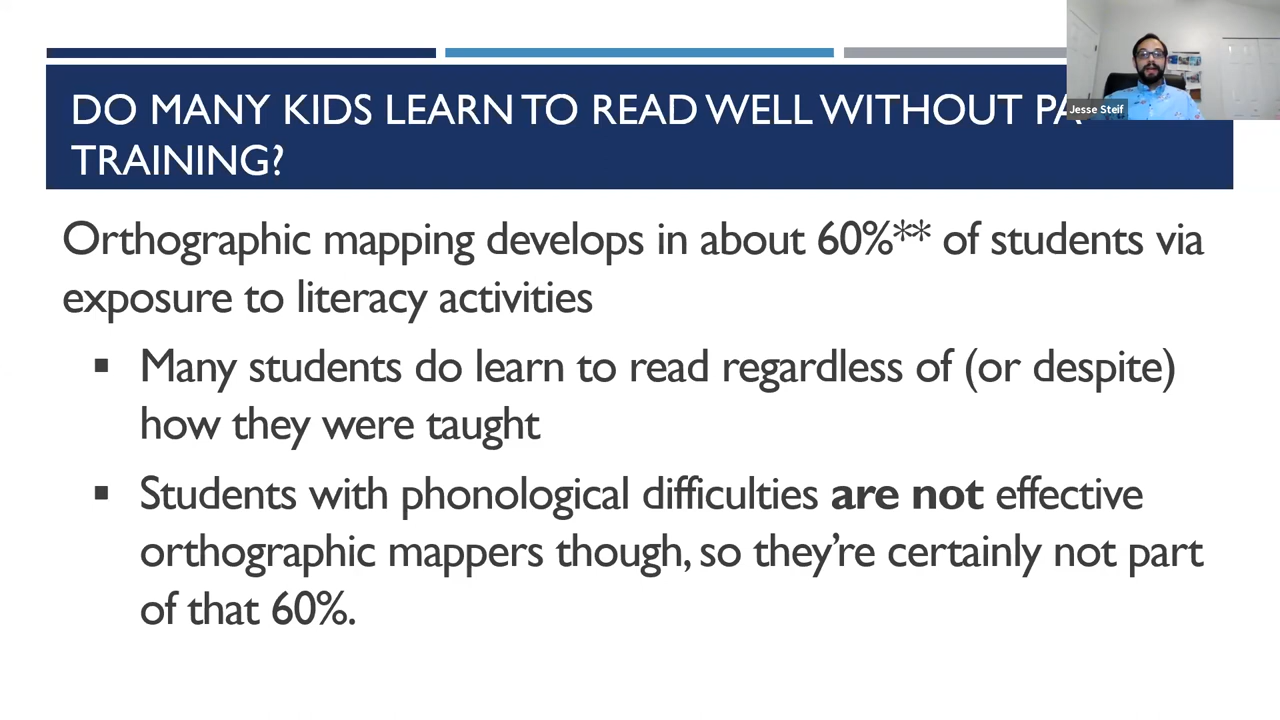 DO MANY KIDS LEARN TO READ WELL WITHOUT PA
TRAINING?
Jesse Steif
Orthographic mapping develops in about 60%** of students via
exposure to literacy activities
▪ Many students do learn to read regardless of (or despite)
how they were taught
▪ Students with phonological difficulties are not effective
orthographic mappers though, so they’re certainly not part
of that 60%.